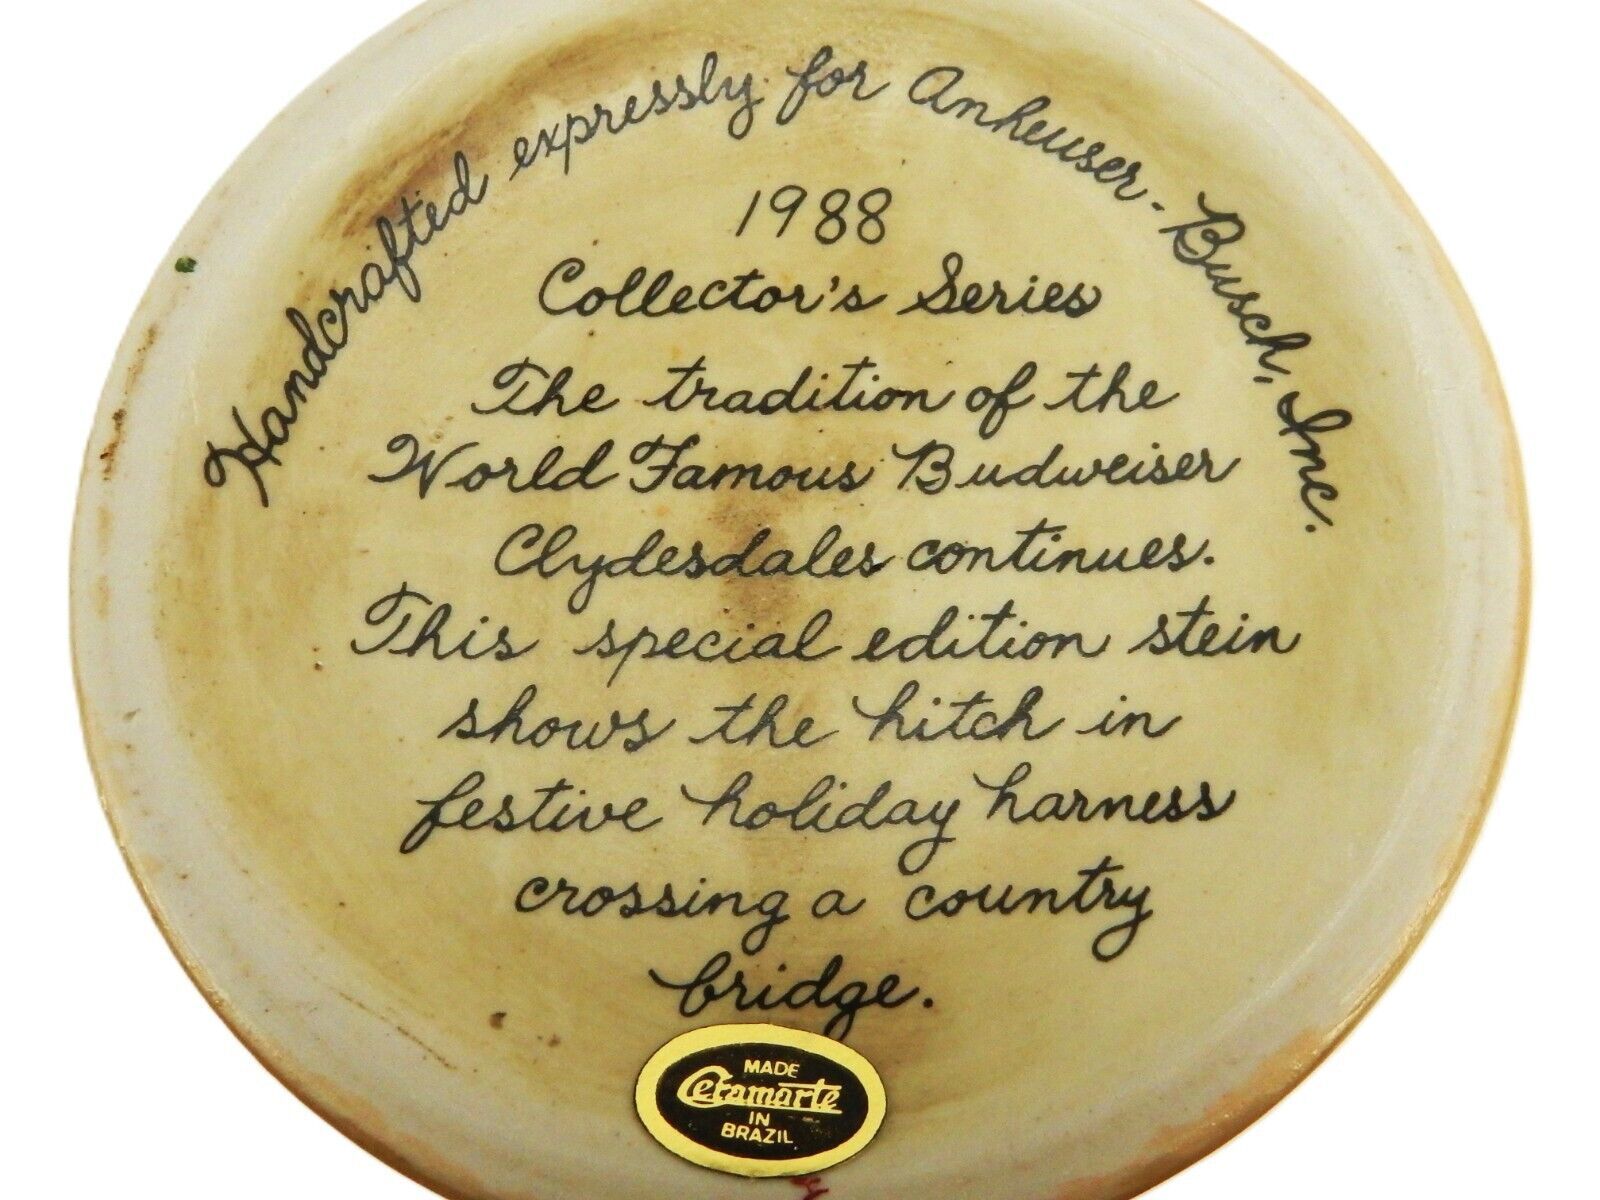 Handcrafted expressly for Anheuser-Busch, Inc.
1988
Collector's Series
The tradition of the
World Famous Budweiser
Clydesdales continues.
This special edition stein
shows the hitch in
festive holiday harness
crossing a country
bridge.
MADE
Ceramarte
IN
BRAZIL